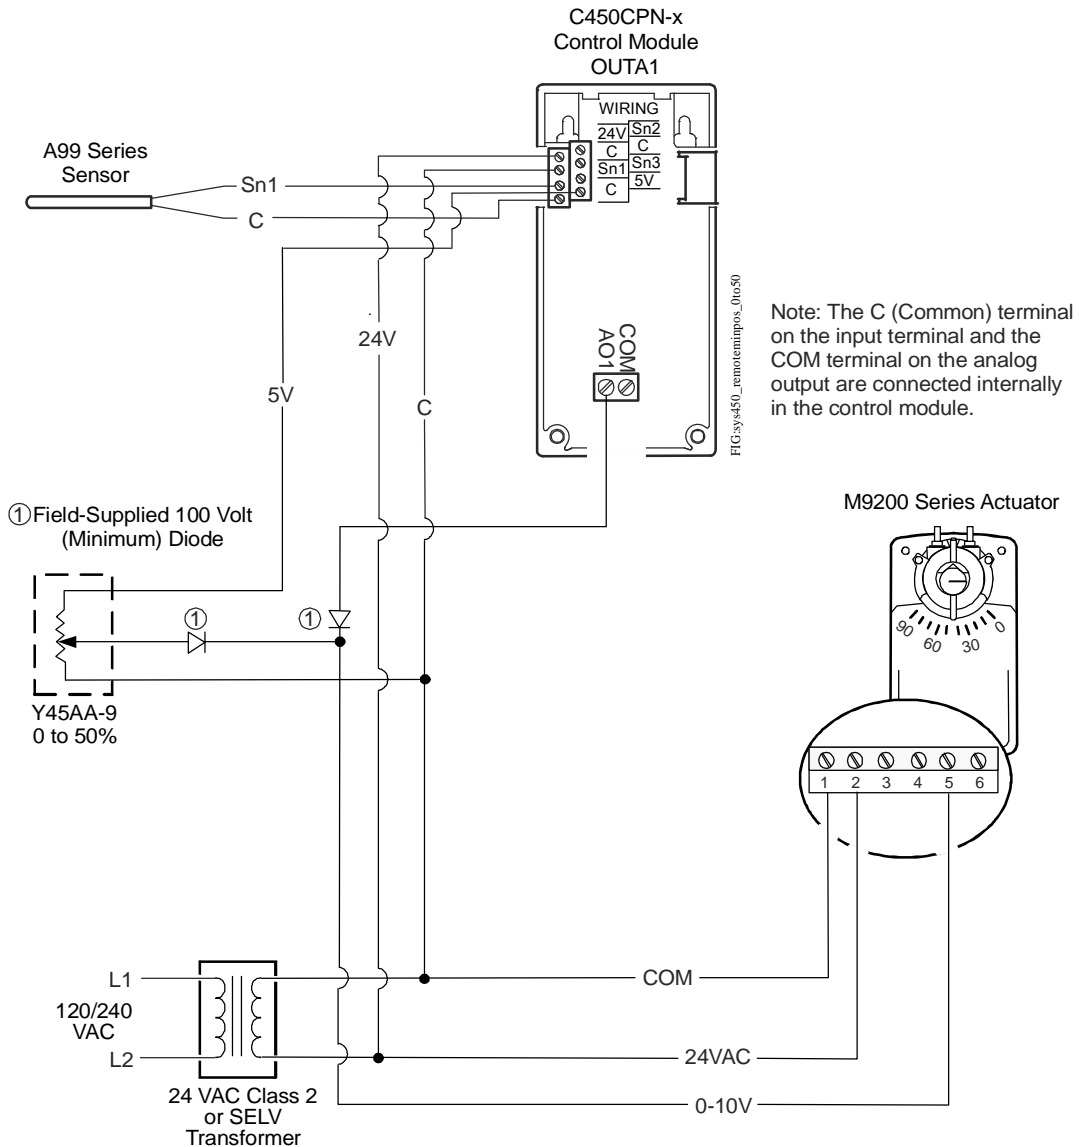 C450CPN-x
Control Module
OUTA1
WIRING
24V Sn2
C C
Sn1 Sn3
C 5V
A99 Series
Sensor
Sn1
C
24V
5V
C
COM
AO1
FIG:sys450_remoteminpos_0to50
Note: The C (Common) terminal
on the input terminal and the
COM terminal on the analog
output are connected internally
in the control module.
① Field-Supplied 100 Volt
(Minimum) Diode
①
①
Y45AA-9
0 to 50%
M9200 Series Actuator
90 60 30 0
1 2 3 4 5 6
L1
120/240
VAC
L2
24 VAC Class 2
or SELV
Transformer
COM
24VAC
0-10V